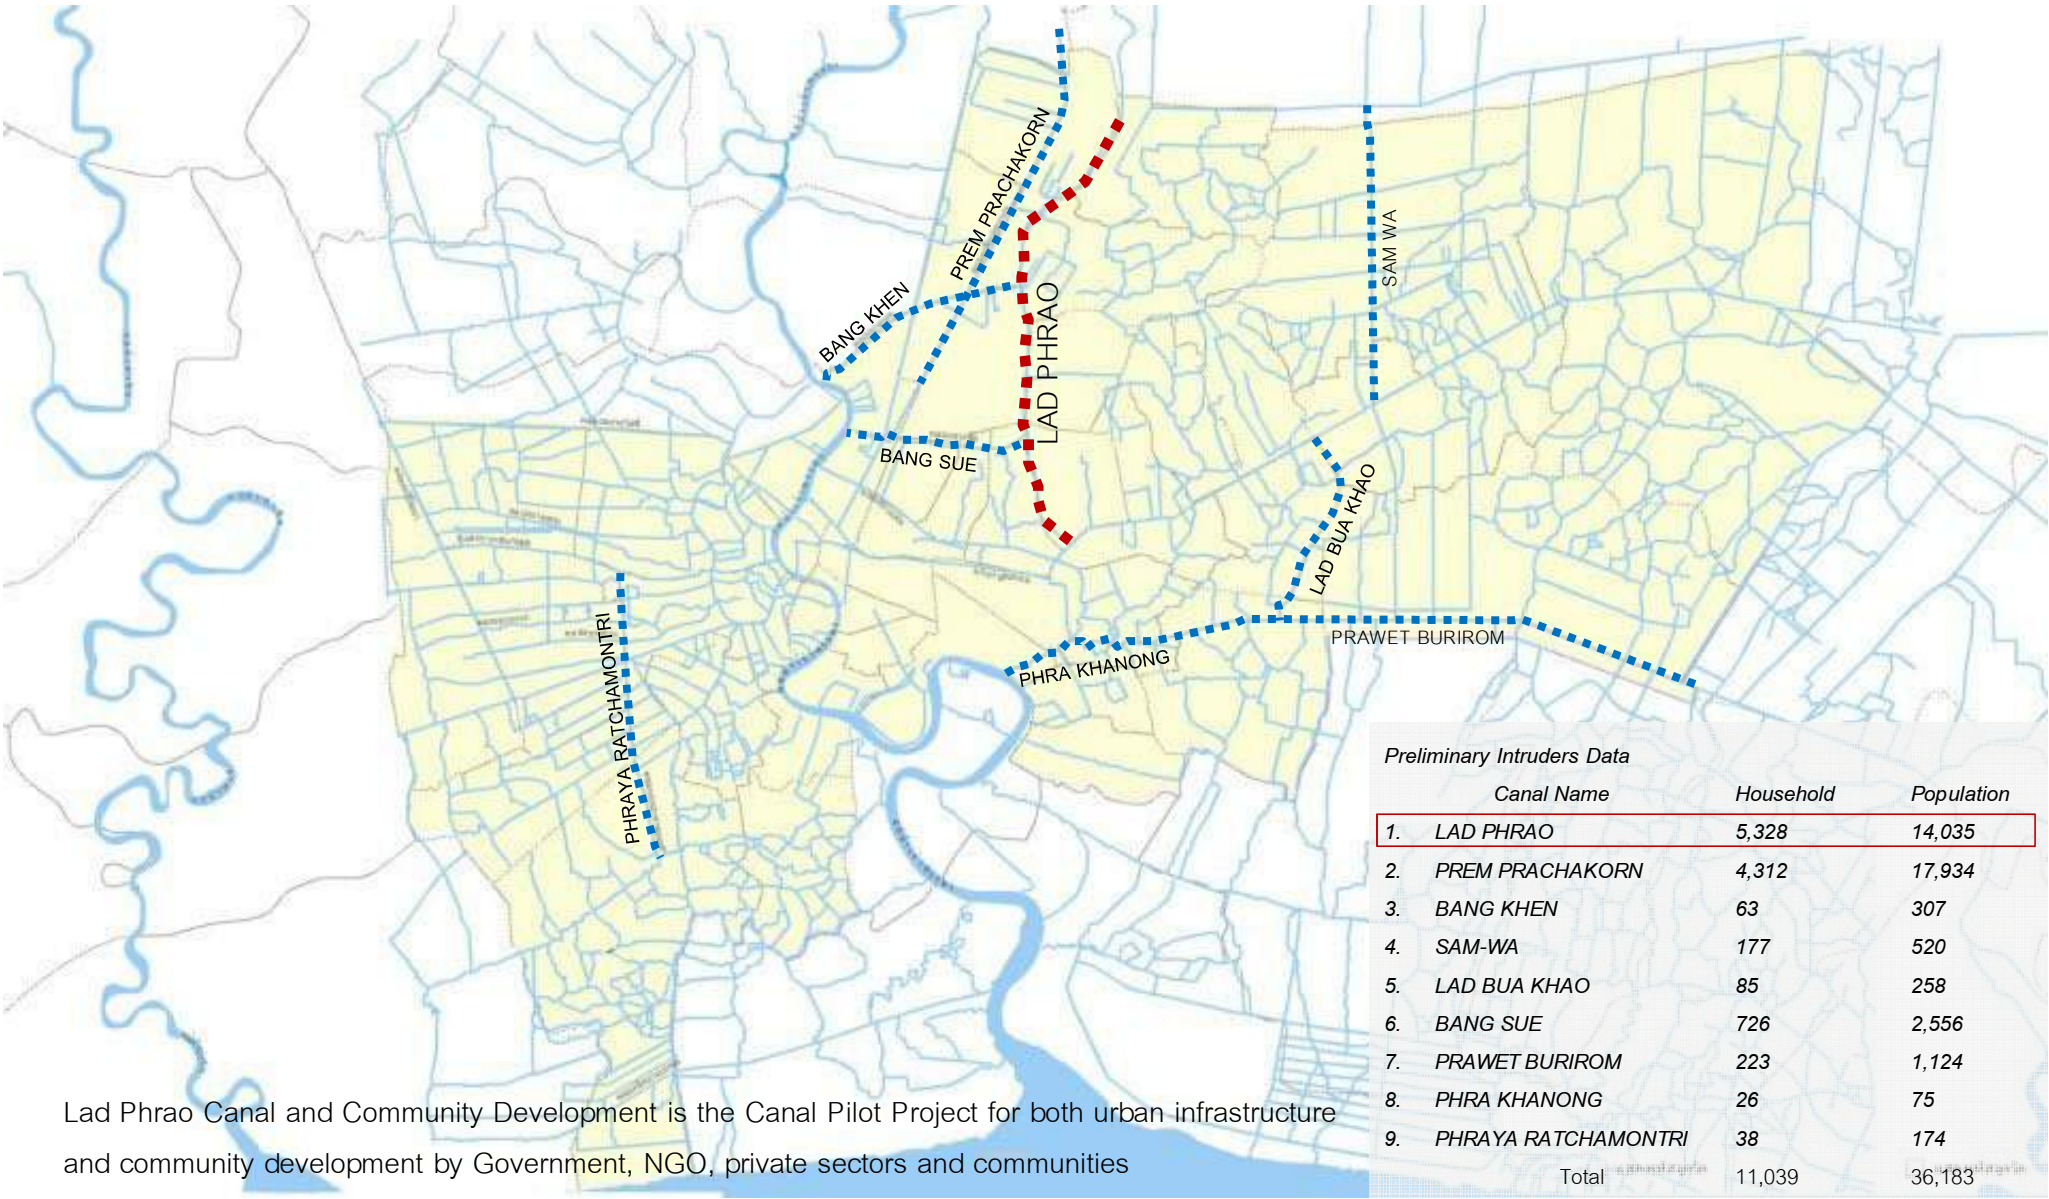 PREM PRACHAKORN
SAM WA
BANG KHEN
LAD PHRAO
BANG SUE
LAD BUA KHAO
PHRAYA RATCHAMONTRI
PRAWET BURIROM
PHRA KHANONG
Preliminary Intruders Data
Canal Name Household Population
1. LAD PHRAO 5,328 14,035
2. PREM PRACHAKORN 4,312 17,934
3. BANG KHEN 63 307
4. SAM-WA 177 520
5. LAD BUA KHAO 85 258
6. BANG SUE 726 2,556
7. PRAWET BURIROM 223 1,124
8. PHRA KHANONG 26 75
9. PHRAYA RATCHAMONTRI 38 174
Total 11,039 36,183
Lad Phrao Canal and Community Development is the Canal Pilot Project for both urban infrastructure
and community development by Government, NGO, private sectors and communities